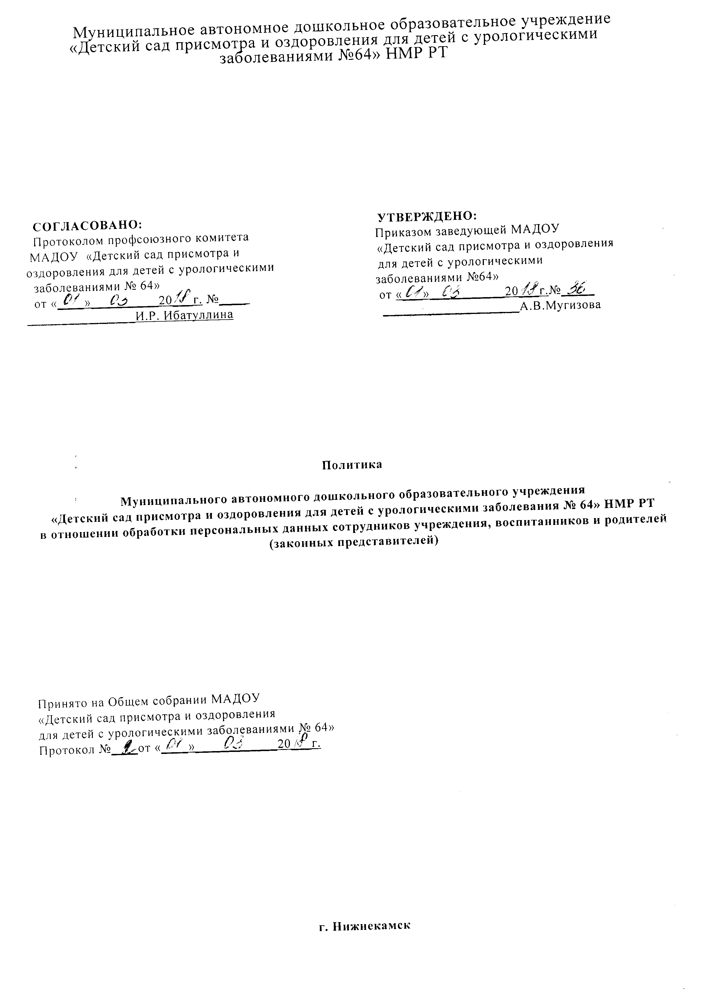 Муниципальное автономное дошкольное образовательное учреждение
«Детский сад присмотра и оздоровления для детей с урологическими
заболеваниями №64» НМР РТ
СОГЛАСОВАНО:
Протоколом профсоюзного комитета
МАДОУ «Детский сад присмотра и
оздоровления для детей с урологическими
заболеваниями № 64»
от « 01 » 03 2018 г. №
И.Р. Ибатуллина
УТВЕРЖДЕНО:
Приказом заведующей МАДОУ
«Детский сад присмотра и оздоровления
для детей с урологическими
заболеваниями №64»
от «01» 03 2018 г.№ 36
А.В.Мугизова
Политика
Муниципального автономного дошкольного образовательного учреждения
«Детский сад присмотра и оздоровления для детей с урологическими заболевания № 64» НМР РТ
в отношении обработки персональных данных сотрудников учреждения, воспитанников и родителей
(законных представителей)
Принято на Общем собрании МАДОУ
«Детский сад присмотра и оздоровления
для детей с урологическими заболеваниями № 64»
Протокол № от « 01 » 03 2018 г.
г. Нижнекамск